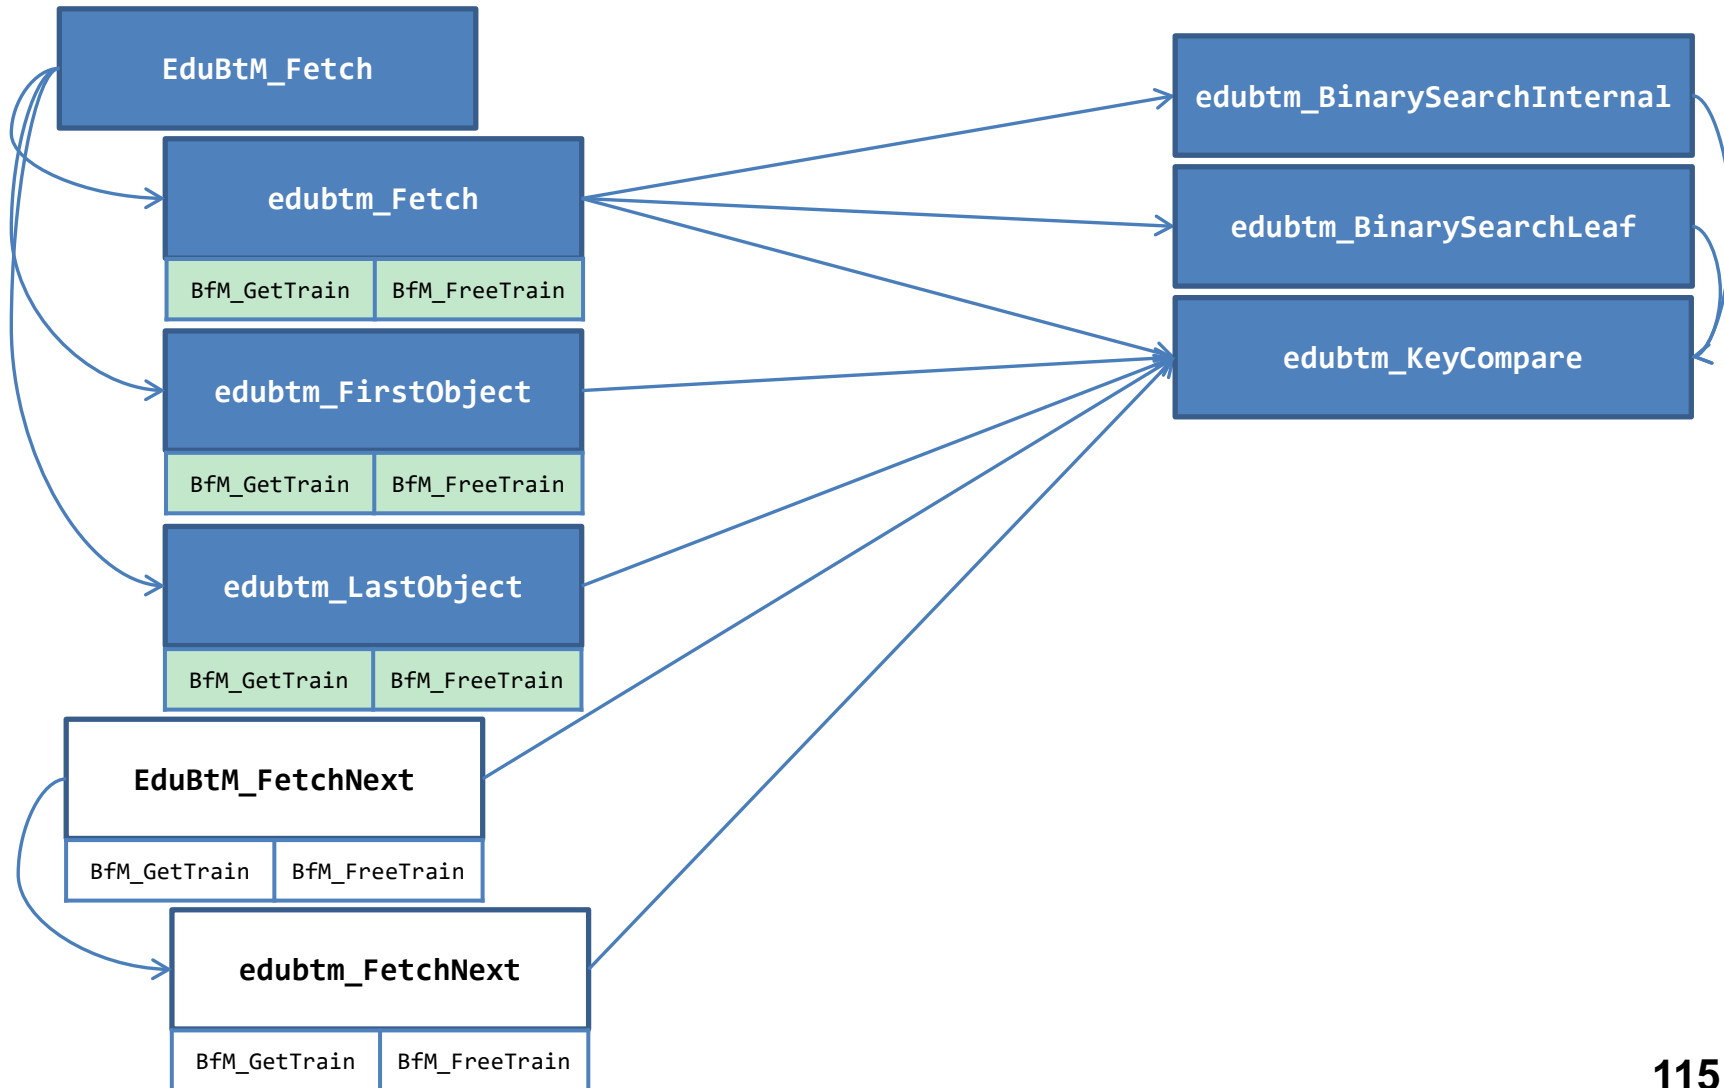 EduBtM_Fetch
edubtm_Fetch
BfM_GetTrain BfM_FreeTrain
edubtm_FirstObject
BfM_GetTrain BfM_FreeTrain
edubtm_LastObject
BfM_GetTrain BfM_FreeTrain
EduBtM_FetchNext
BfM_GetTrain BfM_FreeTrain
edubtm_FetchNext
BfM_GetTrain BfM_FreeTrain
edubtm_BinarySearchInternal
edubtm_BinarySearchLeaf
edubtm_KeyCompare
115